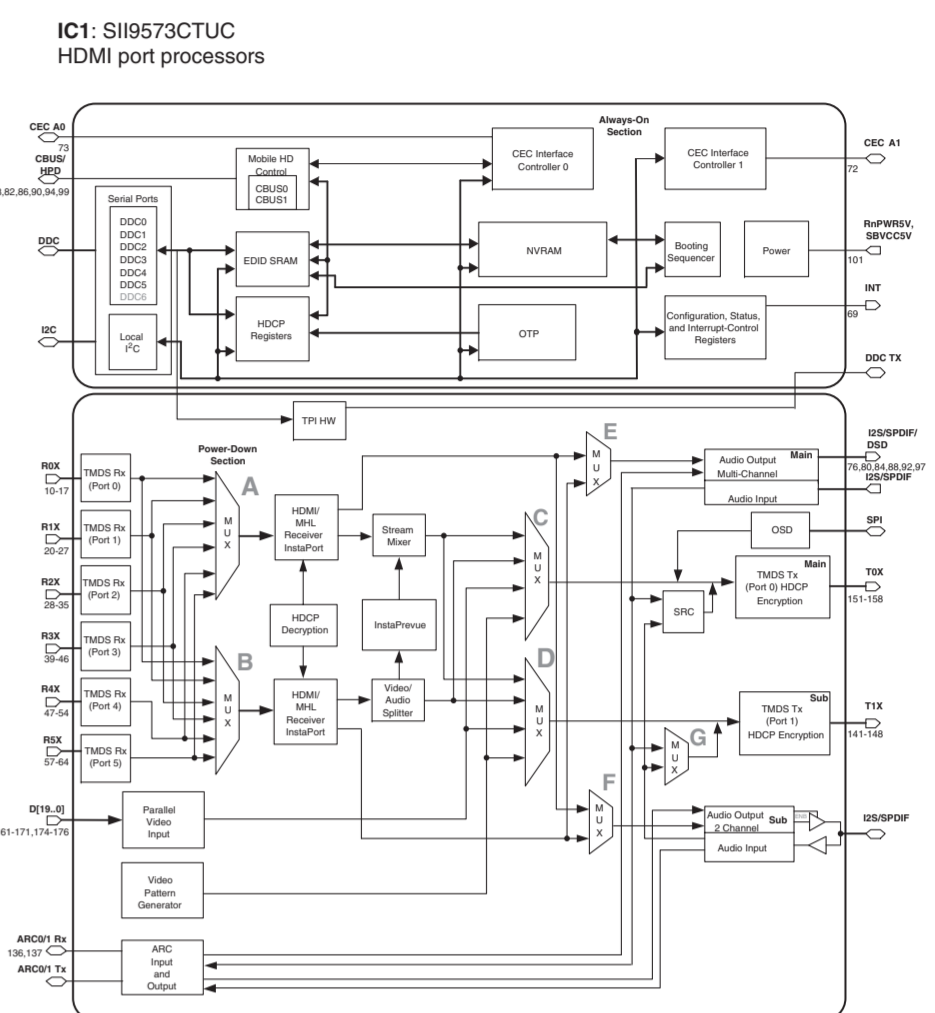 IC1: SII9573CTUC
HDMI port processors
Always-On
Section
CEC A0
73
CBUS/
HPD
,82,86,90,94,99
Mobile HD
Control
CBUS0
CBUS1
CEC Interface
Controller 0
CEC Interface
Controller 1
CEC A1
72
Serial Ports
DDC0
DDC1
DDC2
DDC3
DDC4
DDC5
DDC6
DDC
EDID SRAM
NVRAM
Booting
Sequencer
Power
RnPWR5V,
SBVCC5V
101
INT
69
I2C
Local
I2C
HDCP
Registers
OTP
Configuration, Status,
and Interrupt-Control
Registers
DDC TX
TPI HW
Power-Down
Section
R0X
10-17
TMDS Rx
(Port 0)
R1X
20-27
TMDS Rx
(Port 1)
R2X
28-35
TMDS Rx
(Port 2)
R3X
39-46
TMDS Rx
(Port 3)
R4X
47-54
TMDS Rx
(Port 4)
R5X
57-64
TMDS Rx
(Port 5)
A
MUX
B
MUX
HDMI/
MHL
Receiver
InstaPort
HDCP
Decryption
HDMI/
MHL
Receiver
InstaPort
Stream
Mixer
InstaPrevue
Video/
Audio
Splitter
C
MUX
D
MUX
E
MUX
F
MUX
G
MUX
Audio Output Main
Multi-Channel
Audio Input
I2S/SPDIF/
DSD
76,80,84,88,92,97
I2S/SPDIF
OSD
SPI
SRC
Main
TMDS Tx
(Port 0) HDCP
Encryption
T0X
151-158
Sub
TMDS Tx
(Port 1)
HDCP Encryption
T1X
141-148
D[19..0]
61-171,174-176
Parallel
Video
Input
Video
Pattern
Generator
Audio Output
2 Channel Sub
ENB
Audio Input
I2S/SPDIF
ARC0/1 Rx
136,137
ARC0/1 Tx
ARC
Input
and
Output